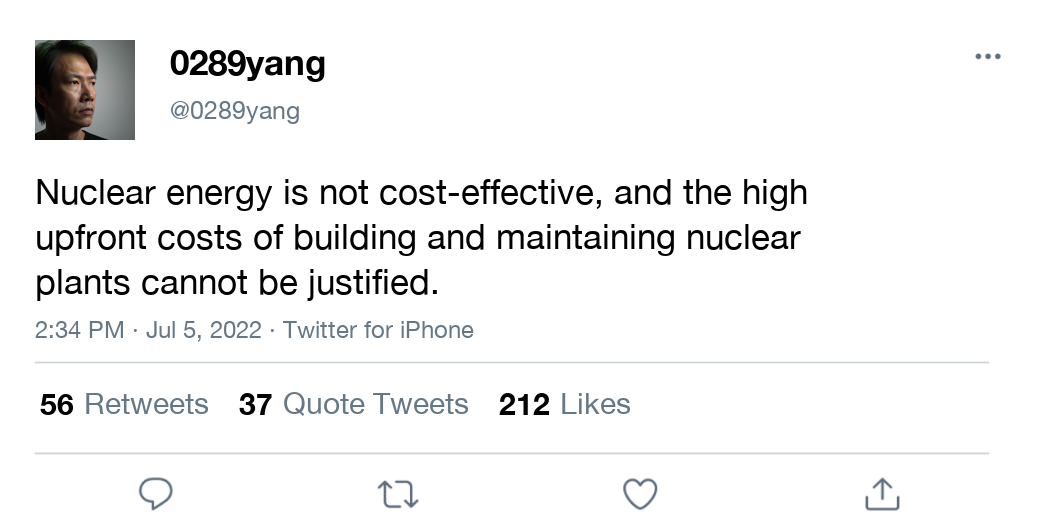 0289yang
@0289yang
Nuclear energy is not cost-effective, and the high
upfront costs of building and maintaining nuclear
plants cannot be justified.
2:34 PM · Jul 5, 2022 · Twitter for iPhone
56 Retweets 37 Quote Tweets 212 Likes